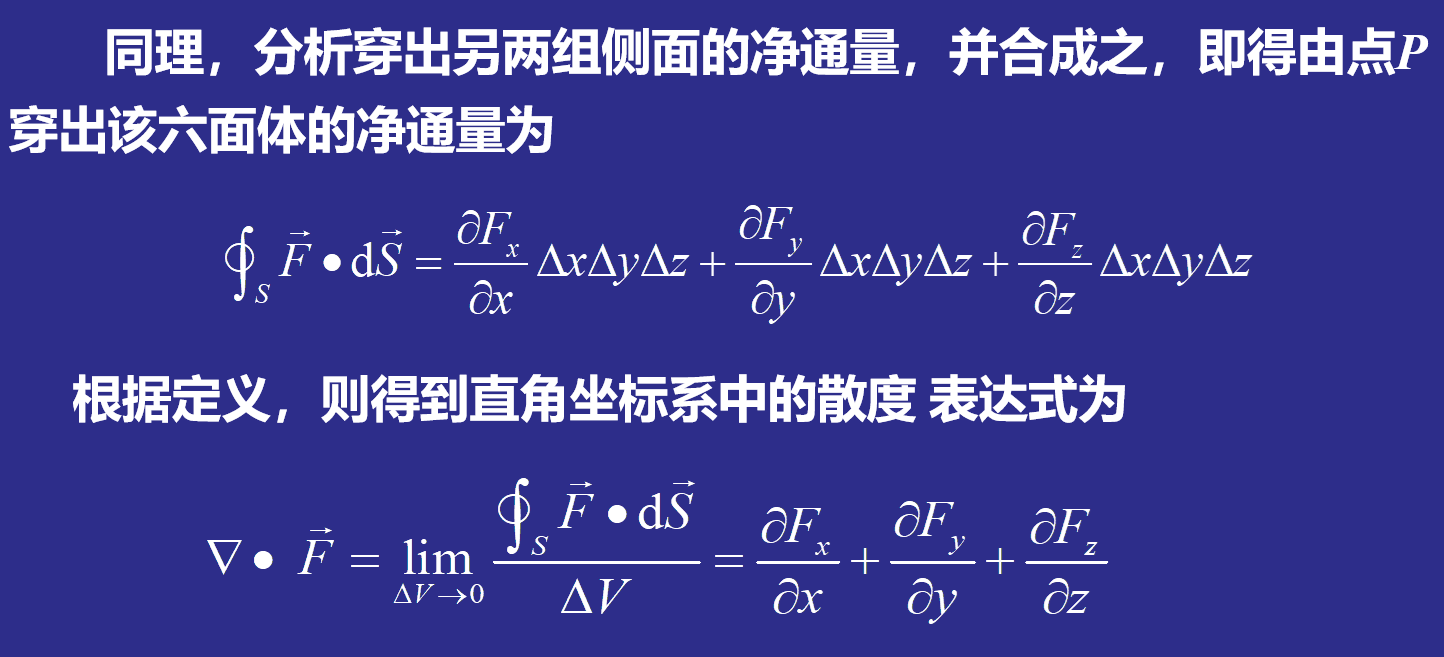 同理，分析穿出另两组侧面的净通量，并合成之，即得由点P
穿出该六面体的净通量为
$\oint_S \vec{F} \bullet \mathrm{d}\vec{S} = \frac{\partial F_x}{\partial x} \Delta x \Delta y \Delta z + \frac{\partial F_y}{\partial y} \Delta x \Delta y \Delta z + \frac{\partial F_z}{\partial z} \Delta x \Delta y \Delta z$
根据定义，则得到直角坐标系中的散度 表达式为
$\nabla \bullet \vec{F} = \lim_{\Delta V \to 0} \frac{\oint_S \vec{F} \bullet \mathrm{d}\vec{S}}{\Delta V} = \frac{\partial F_x}{\partial x} + \frac{\partial F_y}{\partial y} + \frac{\partial F_z}{\partial z}$